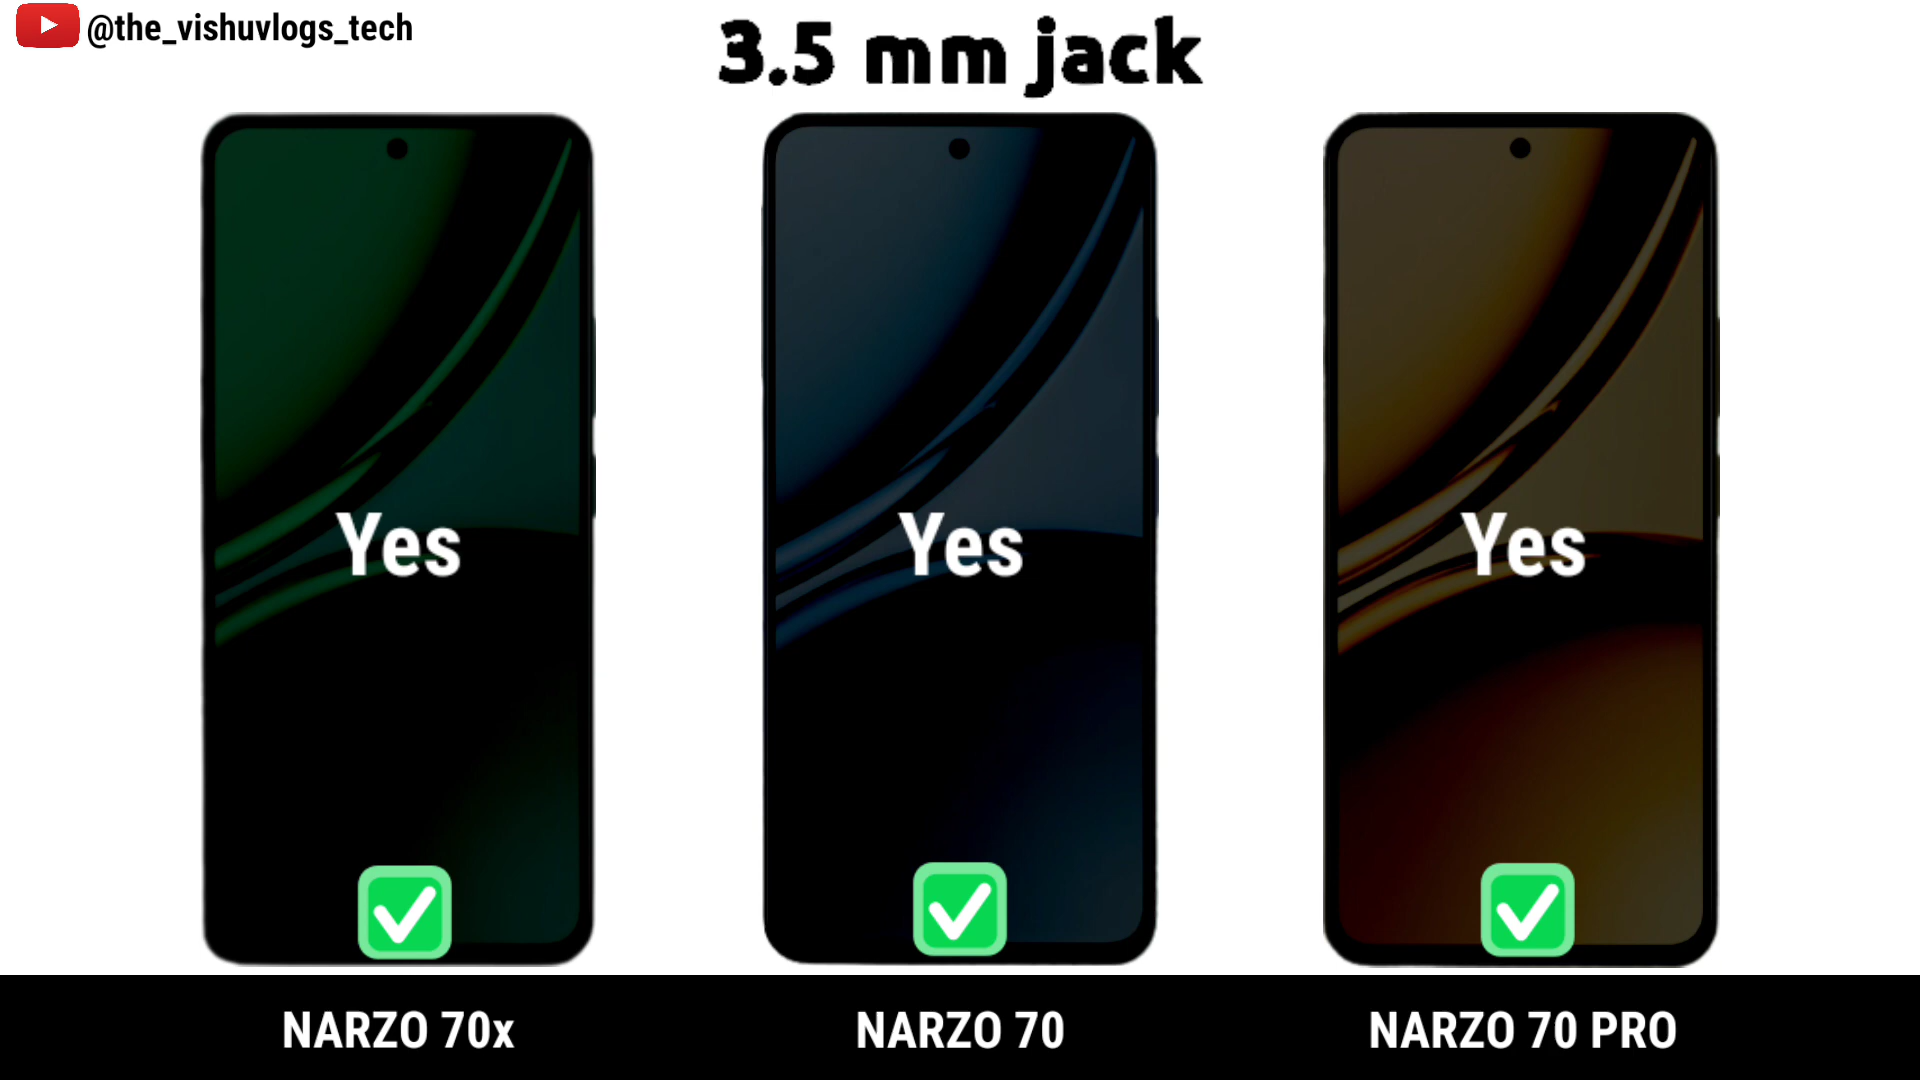 @the_vishuvlogs_tech
3.5 mm jack
Yes
Yes
Yes
NARZO 70x
NARZO 70
NARZO 70 PRO